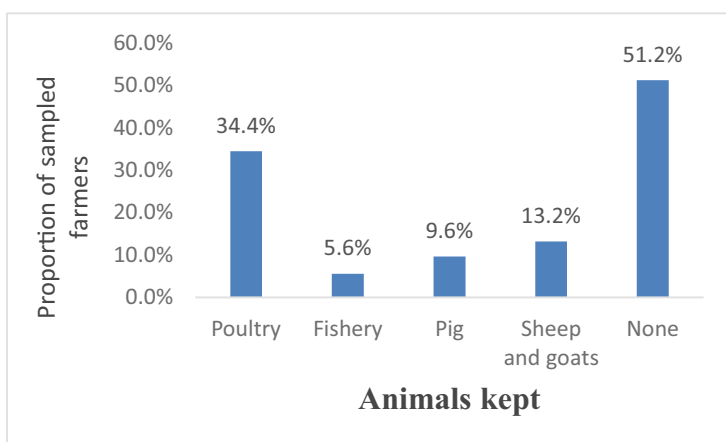 60.0%
50.0%
40.0%
30.0%
20.0%
10.0%
0.0%
Proportion of sampled
farmers
34.4%
5.6%
9.6%
13.2%
51.2%
Poultry
Fishery
Pig
Sheep
and goats
None
Animals kept